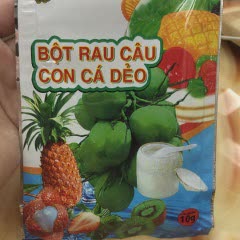 BỘT RAU CÂU
CON CÁ DẺO
10g